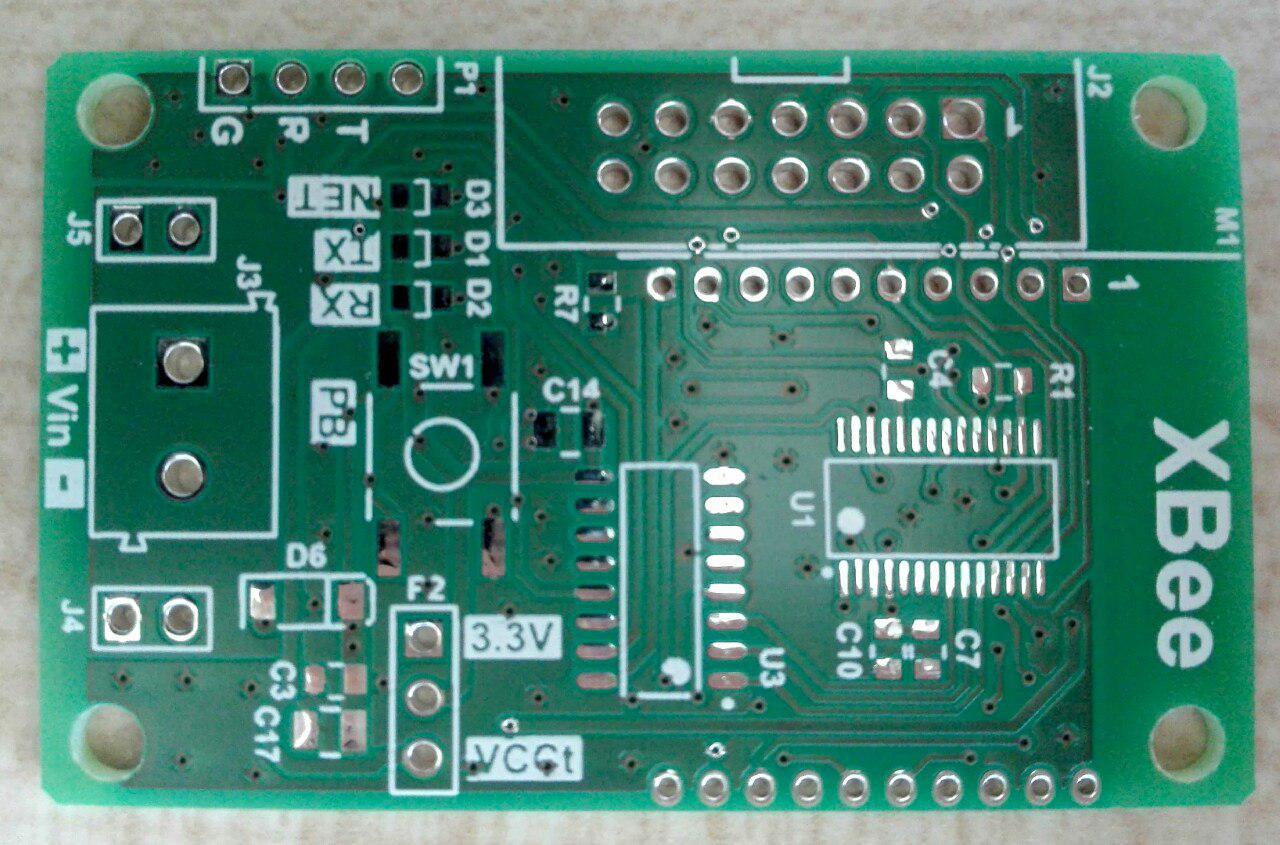 P1
G R T
J2
1
NET
D3
TX
D1
RX
D2
J5
J3
M1
1
R7
+ Vin -
SW1
PB
C14
C4
R1
U1
XBee
D6
J4
F2
3.3V
C3
C17
VCCt
U3
C10
C7